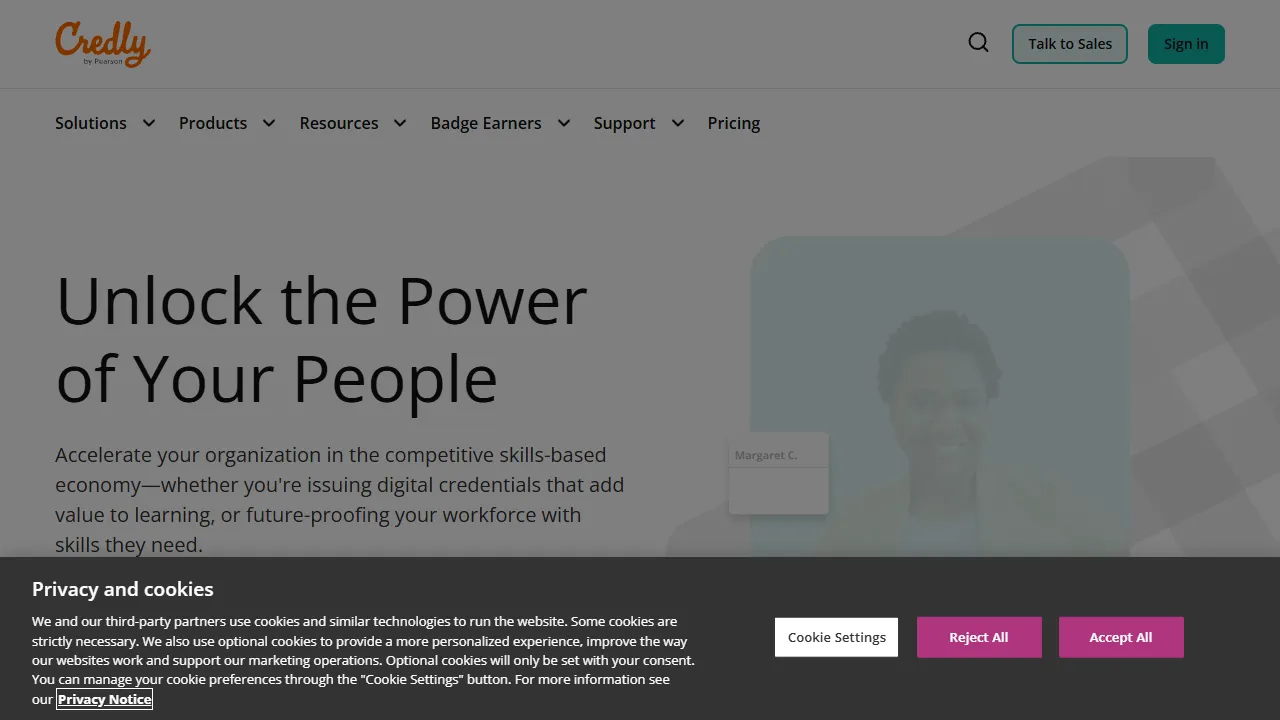 Credly
by Pearson
Talk to Sales
Sign in
Solutions
Products
Resources
Badge Earners
Support
Pricing
Unlock the Power
of Your People
Accelerate your organization in the competitive skills-based
economy—whether you're issuing digital credentials that add
value to learning, or future-proofing your workforce with
skills they need.
Margaret C.
Privacy and cookies
We and our third-party partners use cookies and similar technologies to run the website. Some cookies are
strictly necessary. We also use optional cookies to provide a more personalized experience, improve the way
our websites work and support our marketing operations. Optional cookies will only be set with your consent.
You can manage your cookie preferences through the "Cookie Settings" button. For more information see
our Privacy Notice
Cookie Settings
Reject All
Accept All